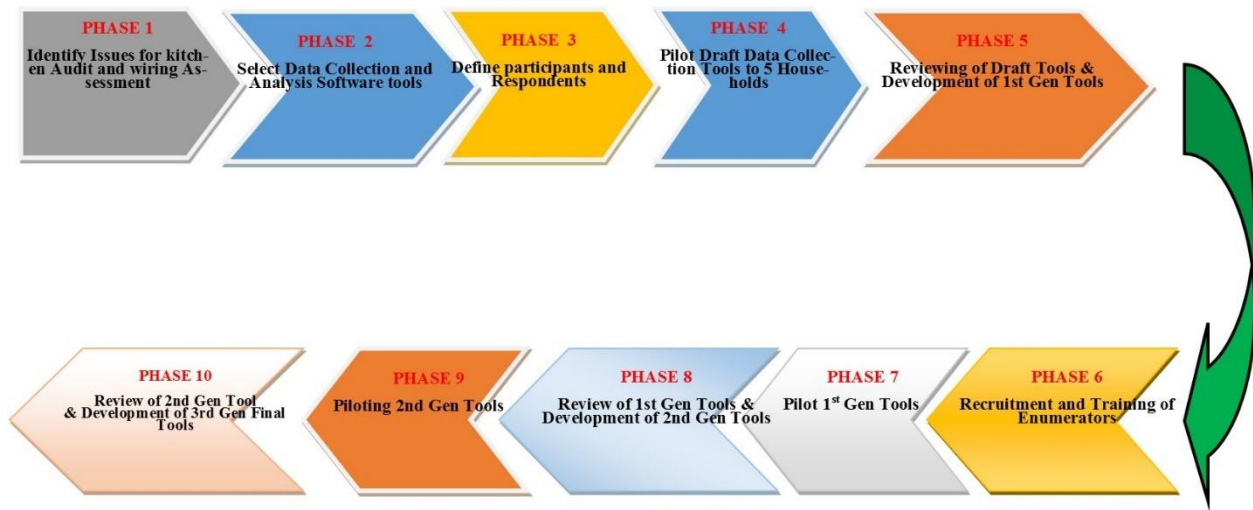 PHASE 1
Identify Issues for kitch-
en Audit and wiring As-
sessment
PHASE 2
Select Data Collection and
Analysis Software tools
PHASE 3
Define participants and
Respondents
PHASE 4
Pilot Draft Data Collec-
tion Tools to 5 House-
holds
PHASE 5
Reviewing of Draft Tools &
Development of 1st Gen Tools
PHASE 6
Recruitment and Training of
Enumerators
PHASE 7
Pilot 1st Gen Tools
PHASE 8
Review of 1st Gen Tools &
Development of 2nd Gen Tools
PHASE 9
Piloting 2nd Gen Tools
PHASE 10
Review of 2nd Gen Tool
& Development of 3rd Gen Final
Tools